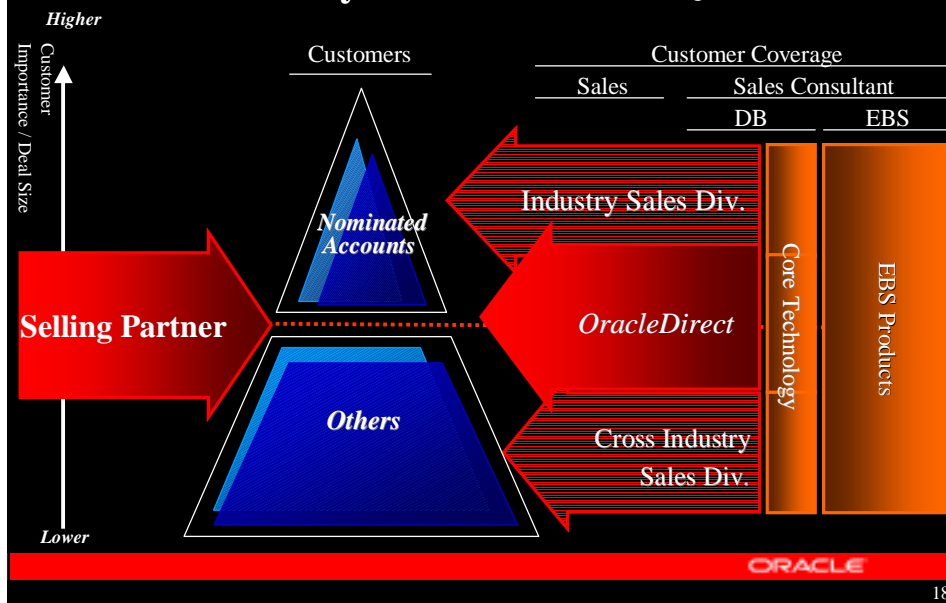 Higher
Customer
Importance / Deal Size
Customers
Customer Coverage
Sales
Sales Consultant
DB
EBS
Industry Sales Div.
Nominated
Accounts
Selling Partner
OracleDirect
Core Technology
EBS Products
Others
Cross Industry
Sales Div.
Lower
ORACLE
18